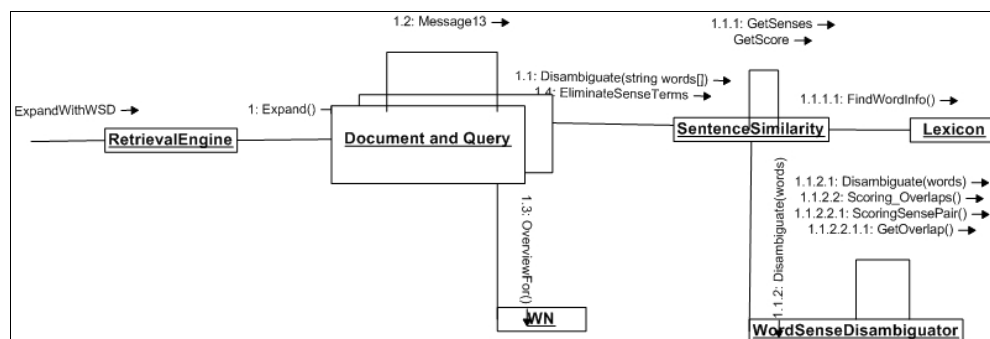 1.2: Message13
1.1.1: GetSenses
GetScore
1.1: Disambiguate(string words[])
1.4: EliminateSenseTerms
ExpandWithWSD
1: Expand()
1.1.1.1: FindWordInfo()
RetrievalEngine
Document and Query
SentenceSimilarity
Lexicon
1.3: OverviewFor()
1.1.2: Disambiguate(words)
1.1.2.1: Disambiguate(words)
1.1.2.2: Scoring_Overlaps()
1.1.2.2.1: ScoringSensePair()
1.1.2.2.1.1: GetOverlap()
WN
WordSenseDisambiguator